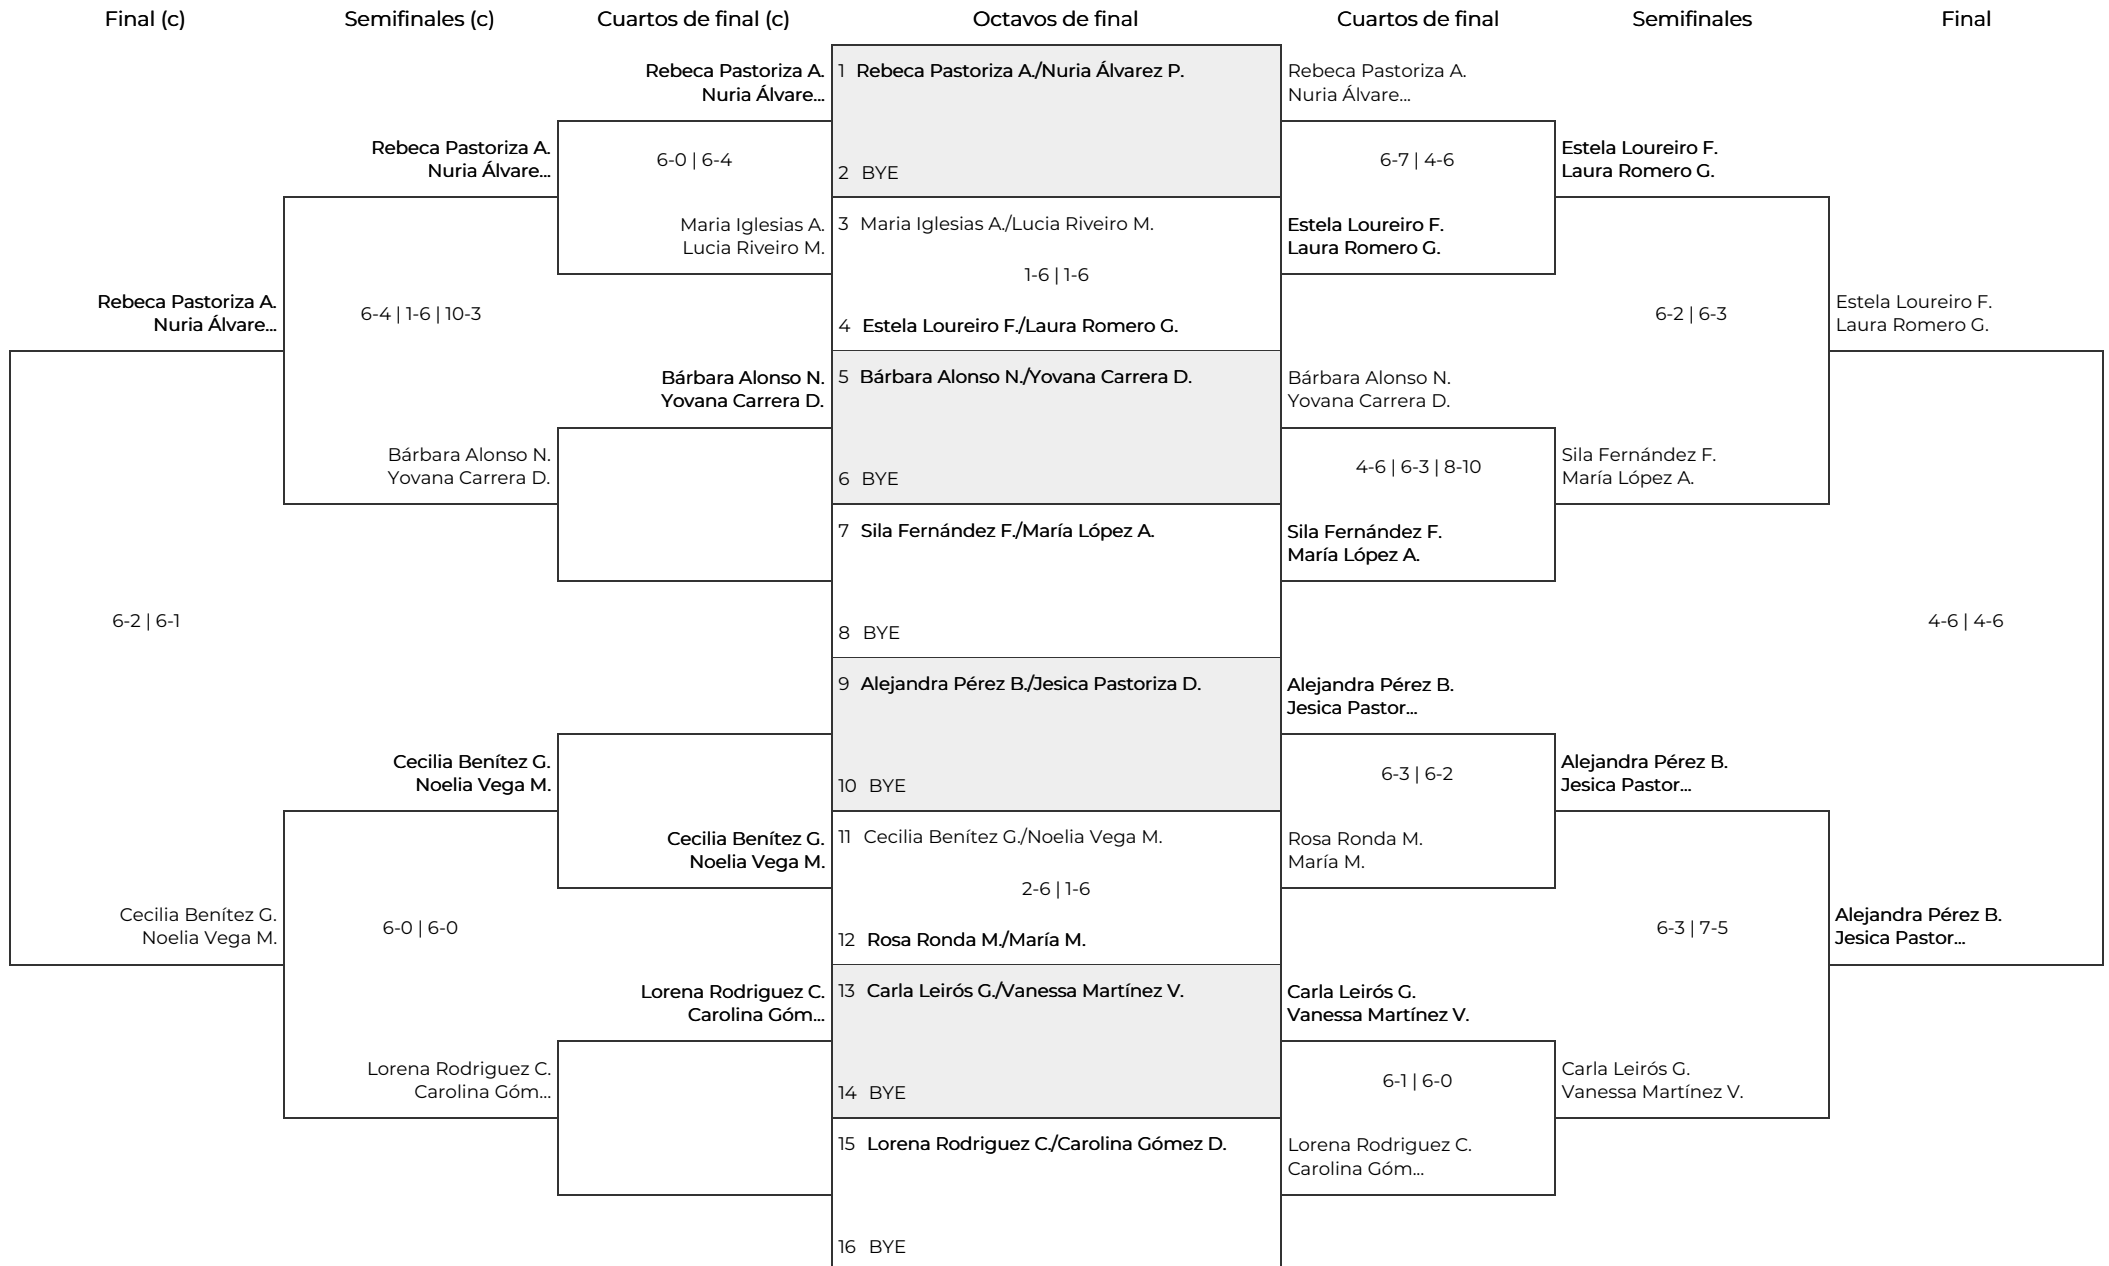 Final (c)
Semifinales (c)
Cuartos de final (c)
Octavos de final
Cuartos de final
Semifinales
Final
Rebeca Pastoriza A.
Nuria Álvare...
6-2 | 6-1
Cecilia Benítez G.
Noelia Vega M.
Rebeca Pastoriza A.
Nuria Álvare...
6-4 | 1-6 | 10-3
Bárbara Alonso N.
Yovana Carrera D.
Cecilia Benítez G.
Noelia Vega M.
6-0 | 6-0
Lorena Rodriguez C.
Carolina Góm...
Rebeca Pastoriza A.
Nuria Álvare...
6-0 | 6-4
Maria Iglesias A.
Lucia Riveiro M.
Bárbara Alonso N.
Yovana Carrera D.
Cecilia Benítez G.
Noelia Vega M.
Lorena Rodriguez C.
Carolina Góm...
1 Rebeca Pastoriza A./Nuria Álvarez P.
2 BYE
3 Maria Iglesias A./Lucia Riveiro M.
1-6 | 1-6
4 Estela Loureiro F./Laura Romero G.
5 Bárbara Alonso N./Yovana Carrera D.
6 BYE
7 Sila Fernández F./María López A.
8 BYE
9 Alejandra Pérez B./Jesica Pastoriza D.
10 BYE
11 Cecilia Benítez G./Noelia Vega M.
2-6 | 1-6
12 Rosa Ronda M./María M.
13 Carla Leirós G./Vanessa Martínez V.
14 BYE
15 Lorena Rodriguez C./Carolina Gómez D.
16 BYE
Rebeca Pastoriza A.
Nuria Álvare...
6-7 | 4-6
Estela Loureiro F.
Laura Romero G.
Bárbara Alonso N.
Yovana Carrera D.
4-6 | 6-3 | 8-10
Sila Fernández F.
María López A.
Alejandra Pérez B.
Jesica Pastor...
6-3 | 6-2
Rosa Ronda M.
María M.
Carla Leirós G.
Vanessa Martínez V.
6-1 | 6-0
Lorena Rodriguez C.
Carolina Góm...
Estela Loureiro F.
Laura Romero G.
6-2 | 6-3
Sila Fernández F.
María López A.
Alejandra Pérez B.
Jesica Pastor...
6-3 | 7-5
Carla Leirós G.
Vanessa Martínez V.
Estela Loureiro F.
Laura Romero G.
4-6 | 4-6
Alejandra Pérez B.
Jesica Pastor...